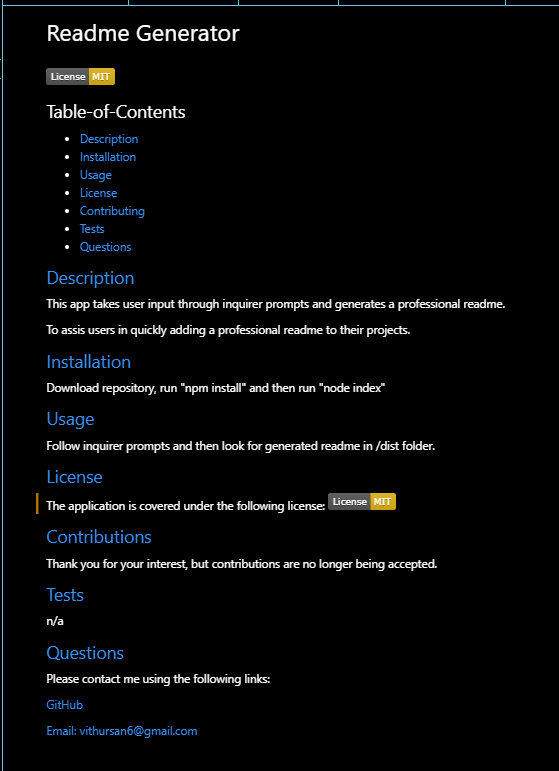 Readme Generator
License MIT
Table-of-Contents
Description
Installation
Usage
License
Contributing
Tests
Questions
Description
This app takes user input through inquirer prompts and generates a professional readme.
To assis users in quickly adding a professional readme to their projects.
Installation
Download repository, run "npm install" and then run "node index"
Usage
Follow inquirer prompts and then look for generated readme in /dist folder.
License
The application is covered under the following license: License MIT
Contributions
Thank you for your interest, but contributions are no longer being accepted.
Tests
n/a
Questions
Please contact me using the following links:
GitHub
Email: vithursan6@gmail.com